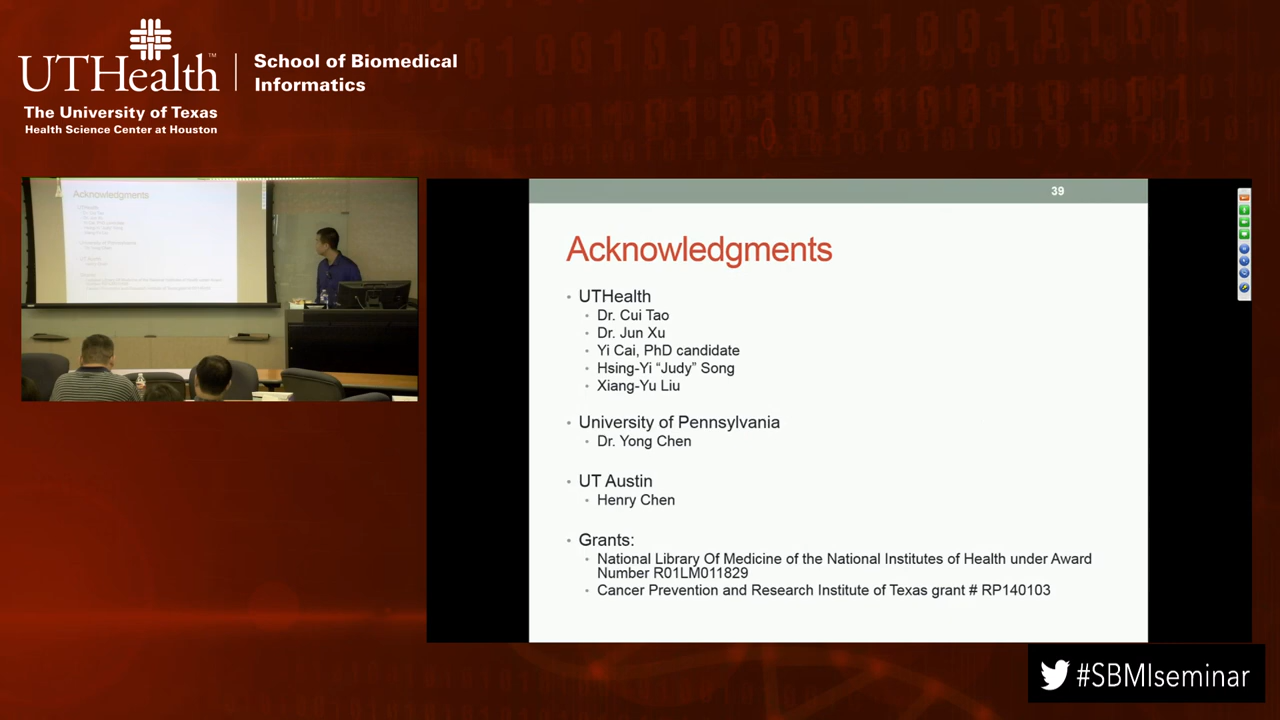 UTHealth™
The University of Texas
Health Science Center at Houston
School of Biomedical
Informatics
Acknowledgments
39
Acknowledgments
• UTHealth
• Dr. Cui Tao
• Dr. Jun Xu
• Yi Cai, PhD candidate
• Hsing-Yi “Judy” Song
• Xiang-Yu Liu
• University of Pennsylvania
• Dr. Yong Chen
• UT Austin
• Henry Chen
• Grants:
• National Library Of Medicine of the National Institutes of Health under Award
Number R01LM011829
• Cancer Prevention and Research Institute of Texas grant # RP140103
#SBMIseminar